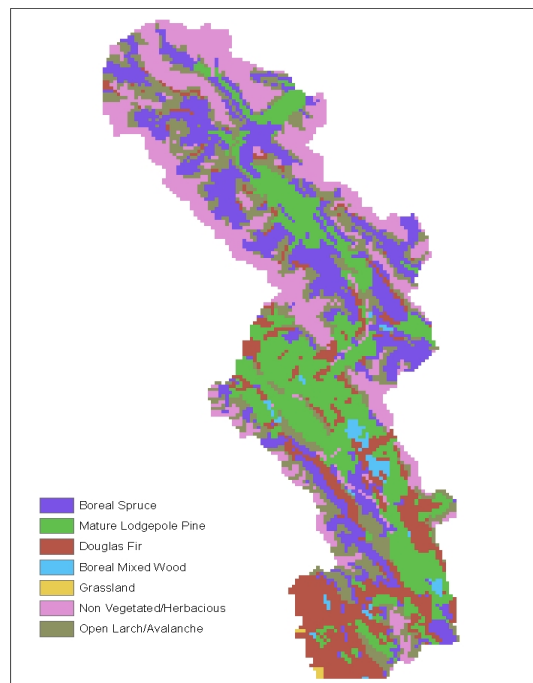 Boreal Spruce
Mature Lodgepole Pine
Douglas Fir
Boreal Mixed Wood
Grassland
Non Vegetated/Herbacious
Open Larch/Avalanche